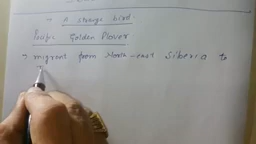 → A strange bird
Pacific Golden Plover
→ migrant from North-east Siberia to